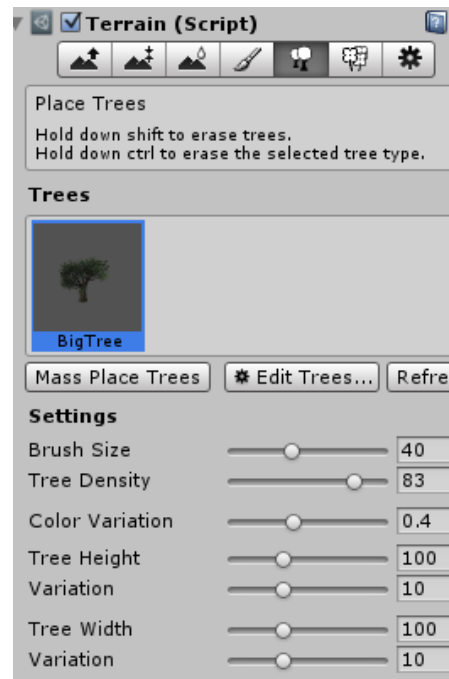 Terrain (Script)
Place Trees
Hold down shift to erase trees.
Hold down ctrl to erase the selected tree type.
Trees
BigTree
Mass Place Trees Edit Trees... Refre
Settings
Brush Size 40
Tree Density 83
Color Variation 0.4
Tree Height 100
Variation 10
Tree Width 100
Variation 10